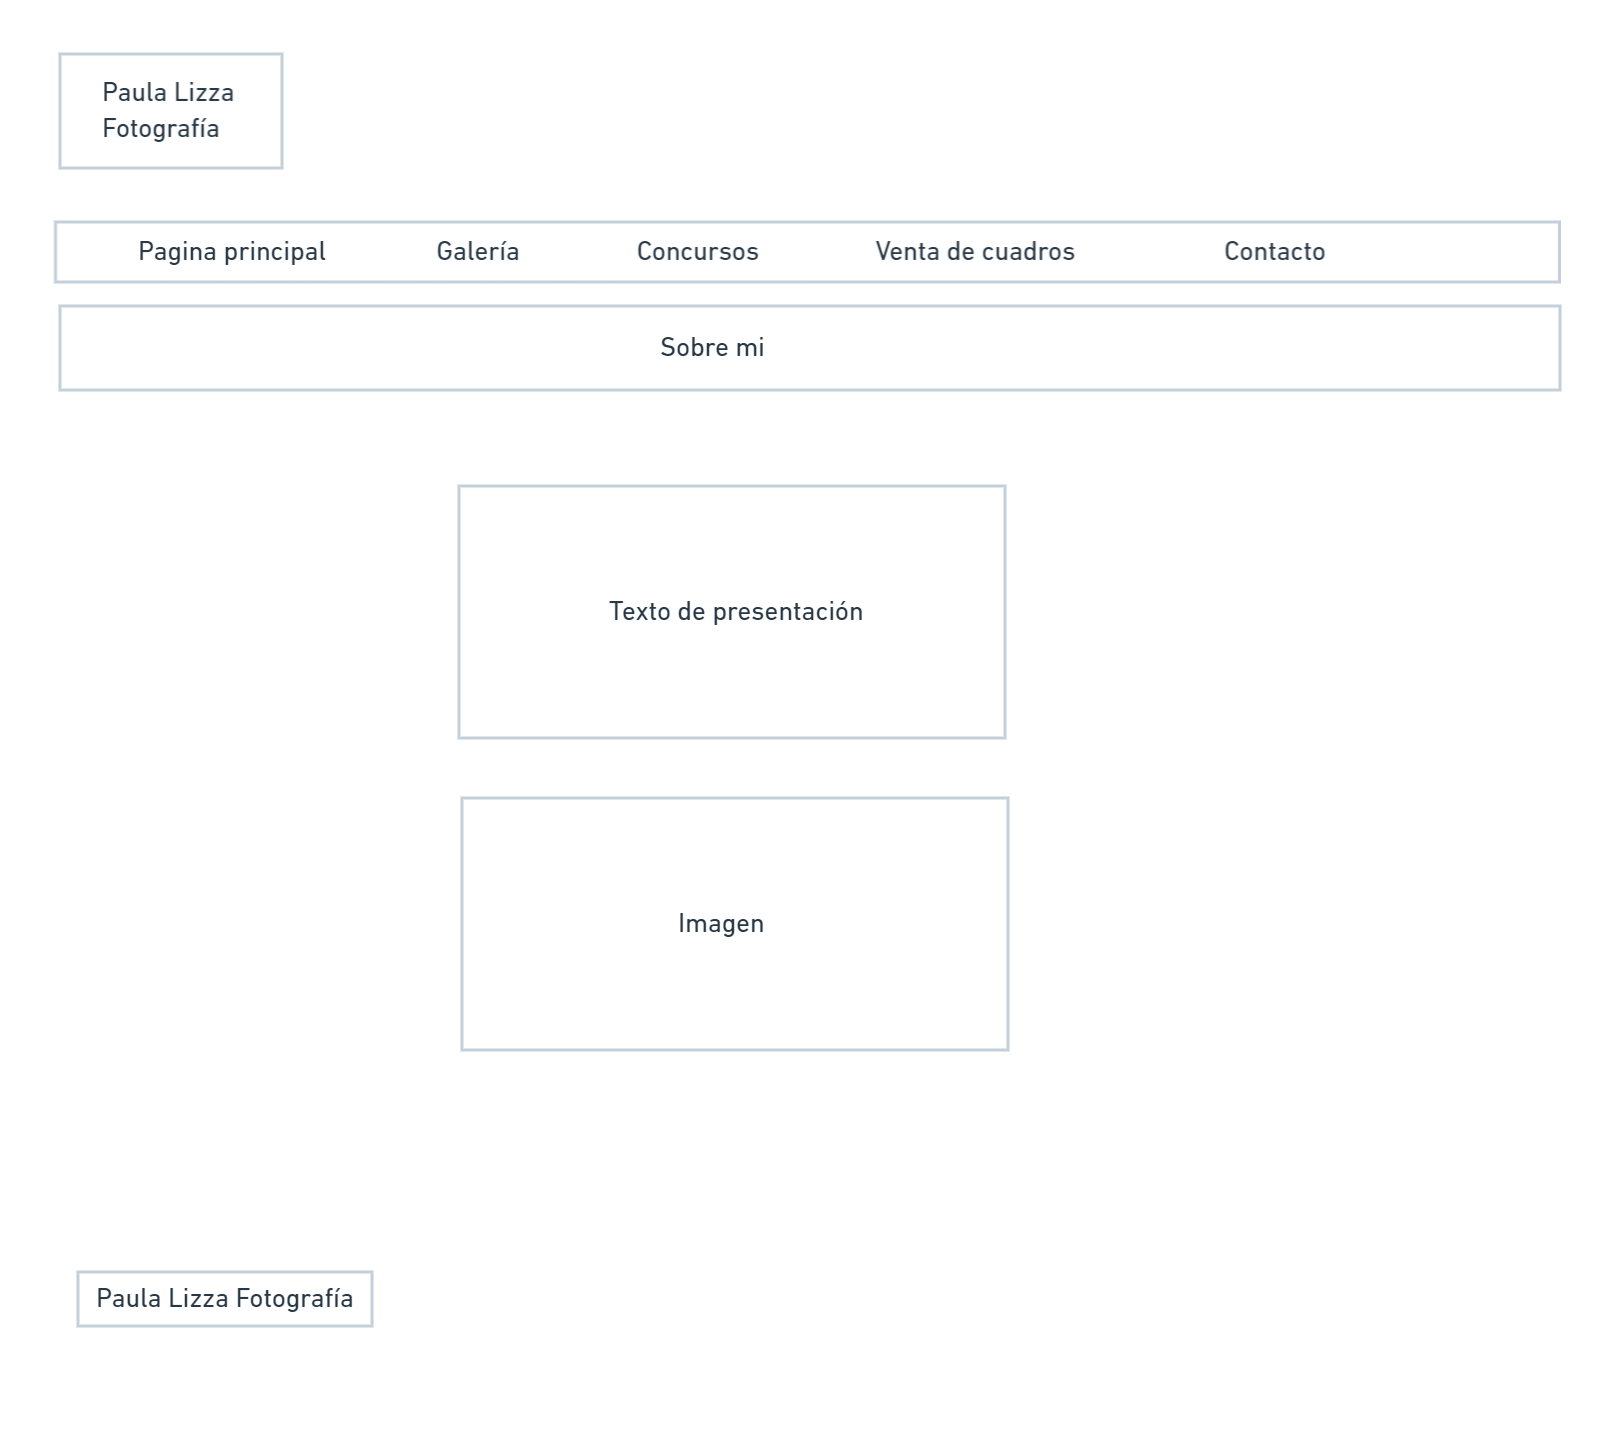 Paula Lizza
Fotografía
Pagina principal Galería Concursos Venta de cuadros Contacto
Sobre mi
Texto de presentación
Imagen
Paula Lizza Fotografía